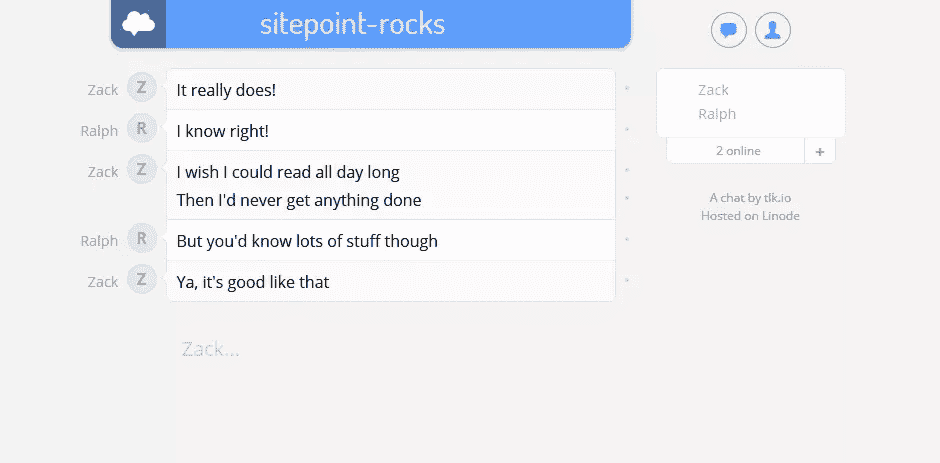 sitepoint-rocks
Zack Z It really does!
Ralph R I know right!
Zack Z I wish I could read all day long
Then I'd never get anything done
Ralph R But you'd know lots of stuff though
Zack Z Ya, it's good like that
Zack...
Zack
Ralph
2 online +
A chat by tlk.io
Hosted on Linode